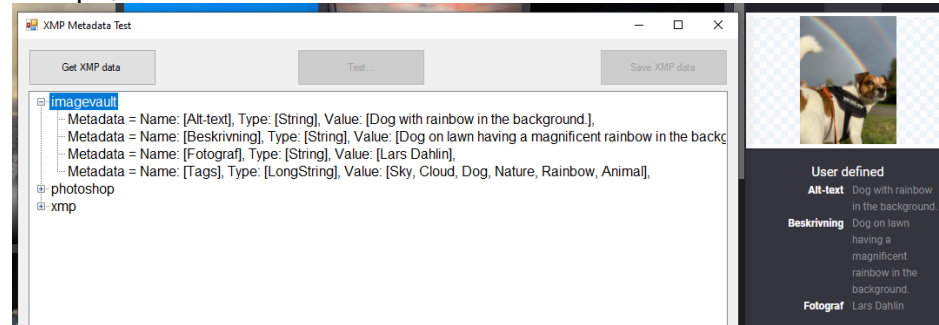 XMP Metadata Test
Get XMP data
Test...
Save XMP data
imagevault
Metadata = Name: [Alt-text], Type: [String], Value: [Dog with rainbow in the background.],
Metadata = Name: [Beskrivning], Type: [String], Value: [Dog on lawn having a magnificent rainbow in the backg
Metadata = Name: [Fotograf], Type: [String], Value: [Lars Dahlin],
Metadata = Name: [Tags], Type: [LongString], Value: [Sky, Cloud, Dog, Nature, Rainbow, Animal],
photoshop
xmp
User defined
Alt-text Dog with rainbow
in the background.
Beskrivning Dog on lawn
having a
magnificent
rainbow in the
background.
Fotograf Lars Dahlin